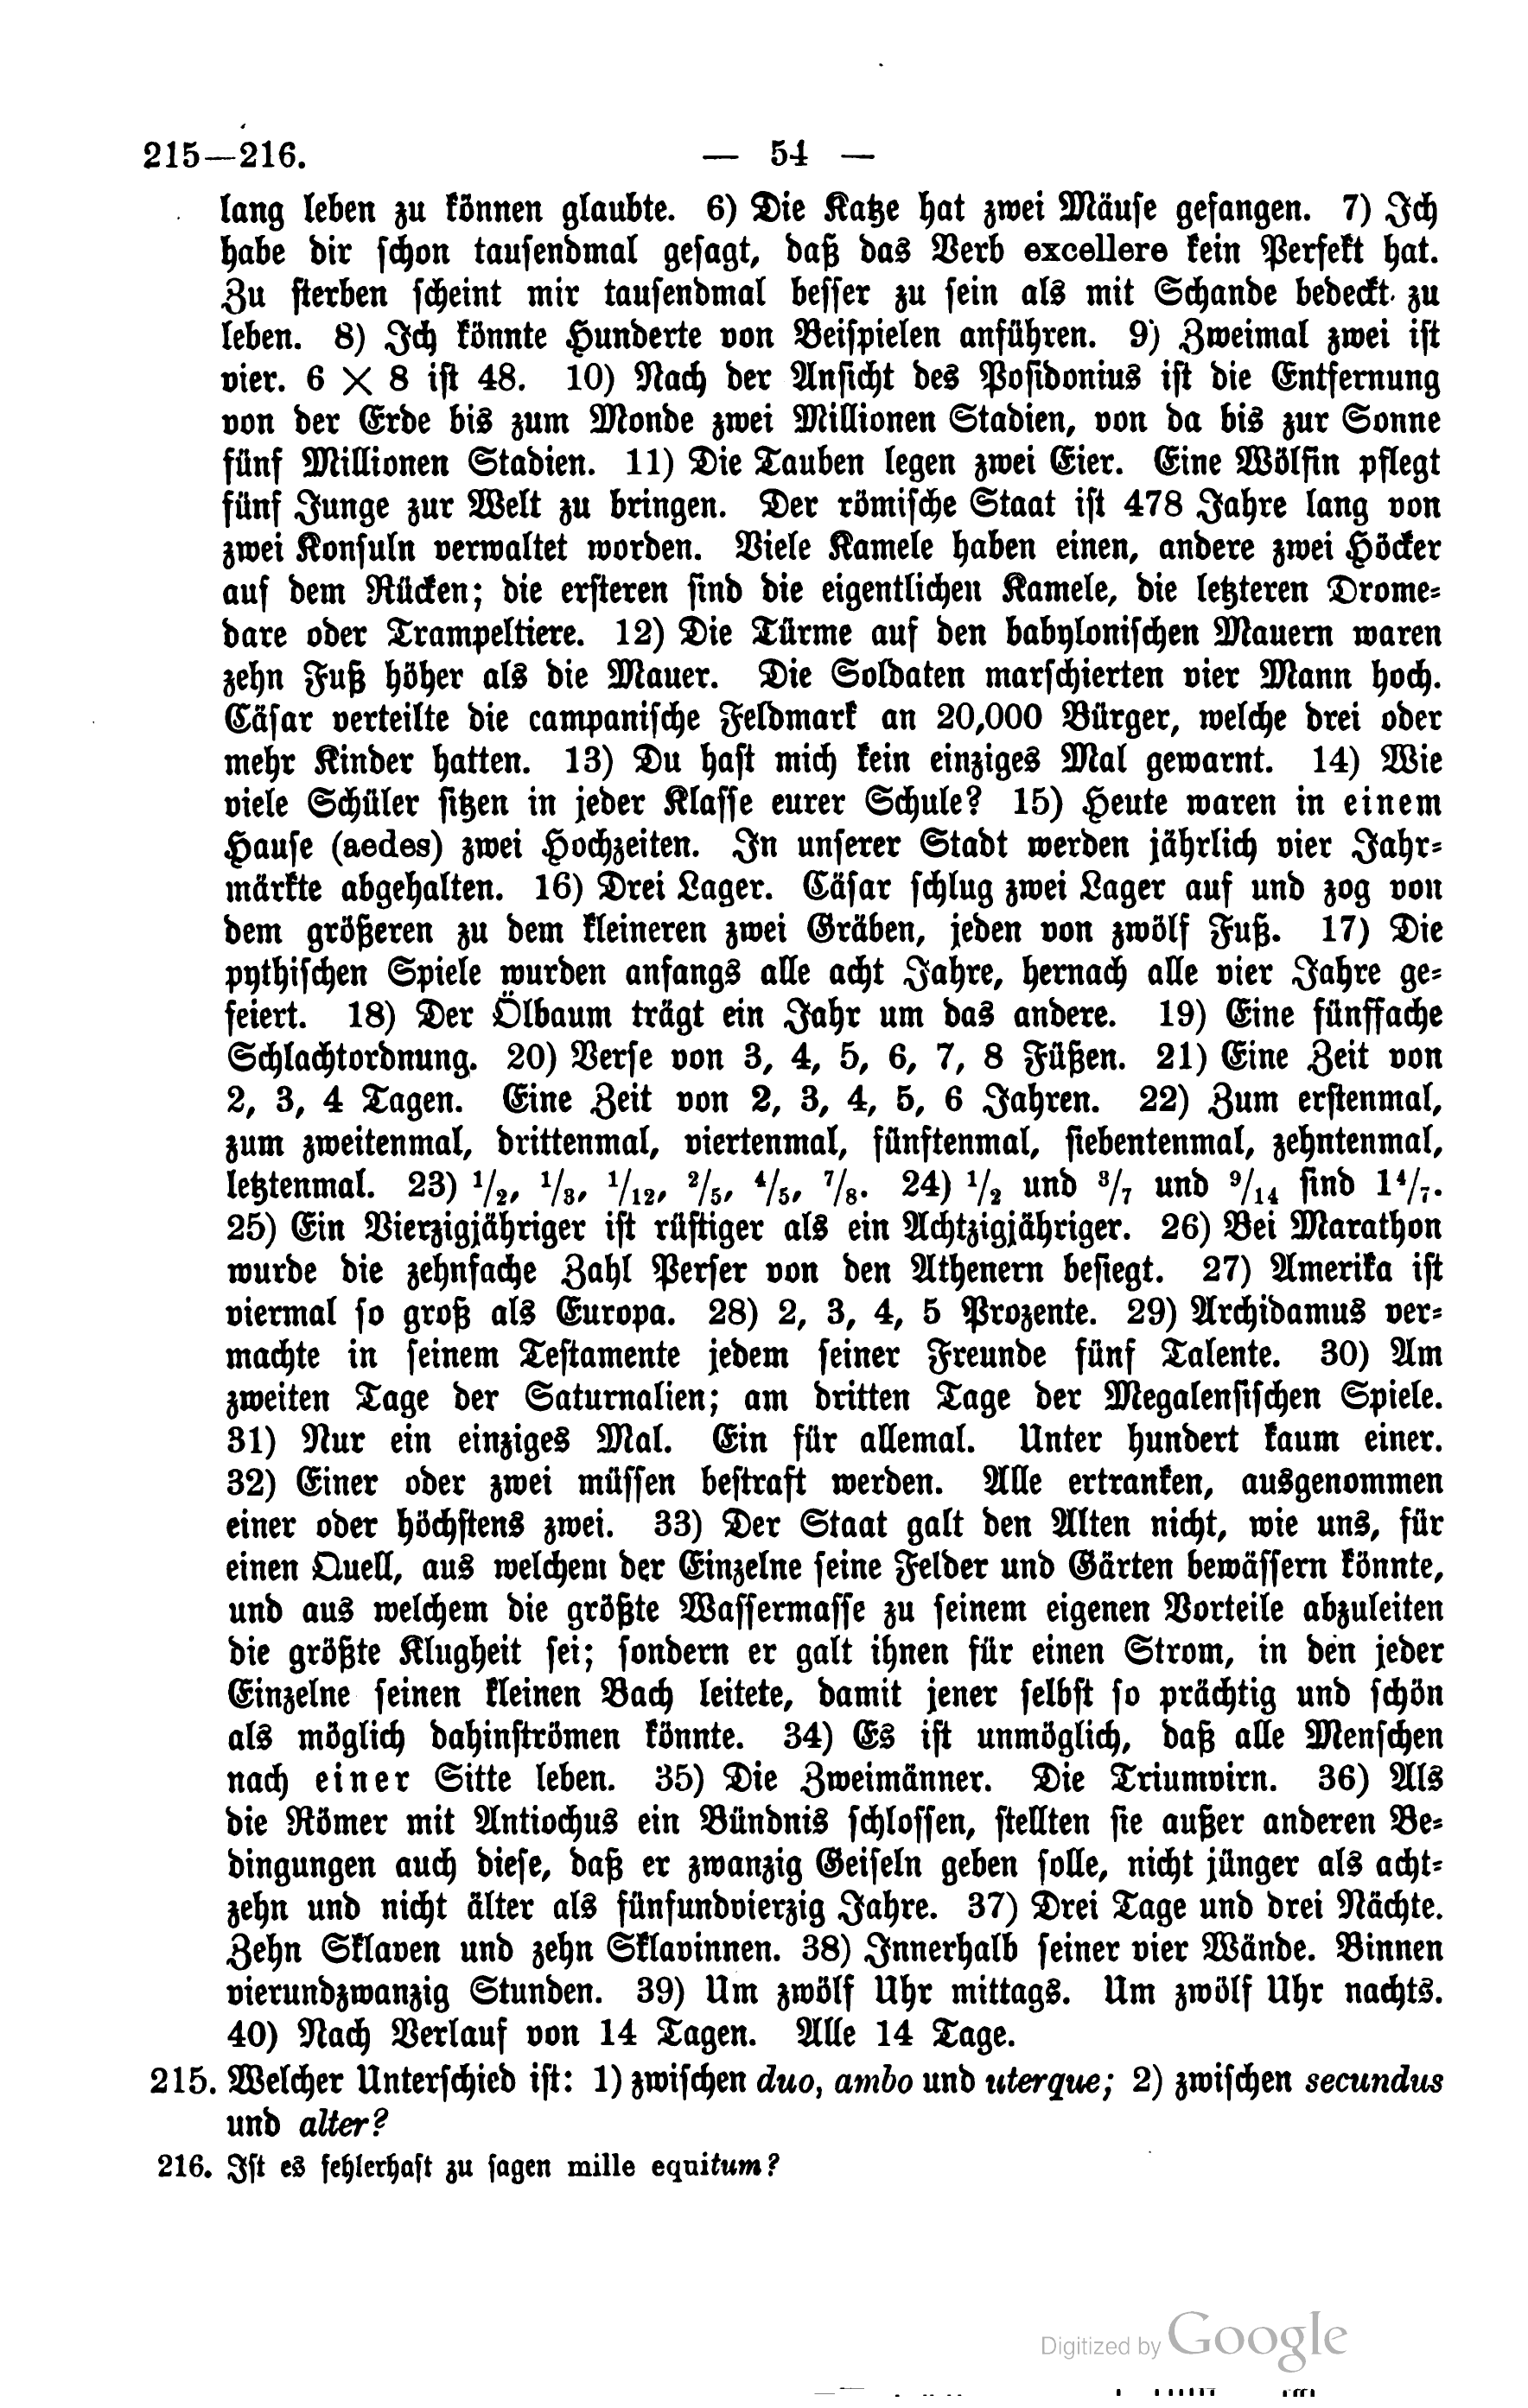 215—216.
— 54 —
lang leben zu können glaubte. 6) Die Katze hat zwei Mäuse gefangen. 7) Ich
habe dir schon tausendmal gesagt, daß das Verb excellere kein Perfekt hat.
Zu sterben scheint mir tausendmal besser zu sein als mit Schande bedeckt zu
leben. 8) Ich könnte Hunderte von Beispielen anführen. 9) Zweimal zwei ist
vier. 6 × 8 ist 48. 10) Nach der Ansicht des Posidonius ist die Entfernung
von der Erde bis zum Monde zwei Millionen Stadien, von da bis zur Sonne
fünf Millionen Stadien. 11) Die Tauben legen zwei Eier. Eine Wölfin pflegt
fünf Junge zur Welt zu bringen. Der römische Staat ist 478 Jahre lang von
zwei Konsuln verwaltet worden. Viele Kamele haben einen, andere zwei Höcker
auf dem Rücken; die ersteren sind die eigentlichen Kamele, die letzteren Drome-
dare oder Trampeltiere. 12) Die Türme auf den babylonischen Mauern waren
zehn Fuß höher als die Mauer. Die Soldaten marschierten vier Mann hoch.
Cäsar verteilte die campanische Feldmark an 20,000 Bürger, welche drei oder
mehr Kinder hatten. 13) Du hast mich kein einziges Mal gewarnt. 14) Wie
viele Schüler sitzen in jeder Klasse eurer Schule? 15) Heute waren in einem
Hause (aedes) zwei Hochzeiten. In unserer Stadt werden jährlich vier Jahr-
märkte abgehalten. 16) Drei Lager. Cäsar schlug zwei Lager auf und zog von
dem größeren zu dem kleineren zwei Gräben, jeden von zwölf Fuß. 17) Die
pythischen Spiele wurden anfangs alle acht Jahre, hernach alle vier Jahre ge-
feiert. 18) Der Ölbaum trägt ein Jahr um das andere. 19) Eine fünffache
Schlachtordnung. 20) Verse von 3, 4, 5, 6, 7, 8 Füßen. 21) Eine Zeit von
2, 3, 4 Tagen. Eine Zeit von 2, 3, 4, 5, 6 Jahren. 22) Zum erstenmal,
zum zweitenmal, drittenmal, viertenmal, fünftenmal, siebentenmal, zehntenmal,
letztenmal. 23) 1/2, 1/3, 1/12, 2/5, 4/5, 7/8. 24) 1/2 und 3/7 und 9/14 sind 1 4/7.
25) Ein Vierzigjähriger ist rüstiger als ein Achtzigjähriger. 26) Bei Marathon
wurde die zehnfache Zahl Perser von den Athenern besiegt. 27) Amerika ist
viermal so groß als Europa. 28) 2, 3, 4, 5 Prozente. 29) Archidamus ver-
machte in seinem Testamente jedem seiner Freunde fünf Talente. 30) Am
zweiten Tage der Saturnalien; am dritten Tage der Megalensischen Spiele.
31) Nur ein einziges Mal. Ein für allemal. Unter hundert kaum einer.
32) Einer oder zwei müssen bestraft werden. Alle ertranken, ausgenommen
einer oder höchstens zwei. 33) Der Staat galt den Alten nicht, wie uns, für
einen Quell, aus welchem der Einzelne seine Felder und Gärten bewässern könnte,
und aus welchem die größte Wassermasse zu seinem eigenen Vorteile abzuleiten
die größte Klugheit sei; sondern er galt ihnen für einen Strom, in den jeder
Einzelne seinen kleinen Bach leitete, damit jener selbst so prächtig und schön
als möglich dahinströmen könnte. 34) Es ist unmöglich, daß alle Menschen
nach einer Sitte leben. 35) Die Zweimänner. Die Triumvirn. 36) Als
die Römer mit Antiochus ein Bündnis schlossen, stellten sie außer anderen Be-
dingungen auch diese, daß er zwanzig Geiseln geben solle, nicht jünger als acht-
zehn und nicht älter als fünfundvierzig Jahre. 37) Drei Tage und drei Nächte.
Zehn Sklaven und zehn Sklavinnen. 38) Innerhalb seiner vier Wände. Binnen
vierundzwanzig Stunden. 39) Um zwölf Uhr mittags. Um zwölf Uhr nachts.
40) Nach Verlauf von 14 Tagen. Alle 14 Tage.
215. Welcher Unterschied ist: 1) zwischen duo, ambo und uterque; 2) zwischen secundus
und alter?
216. Ist es fehlerhaft zu sagen mille equitum?
Digitized by Google